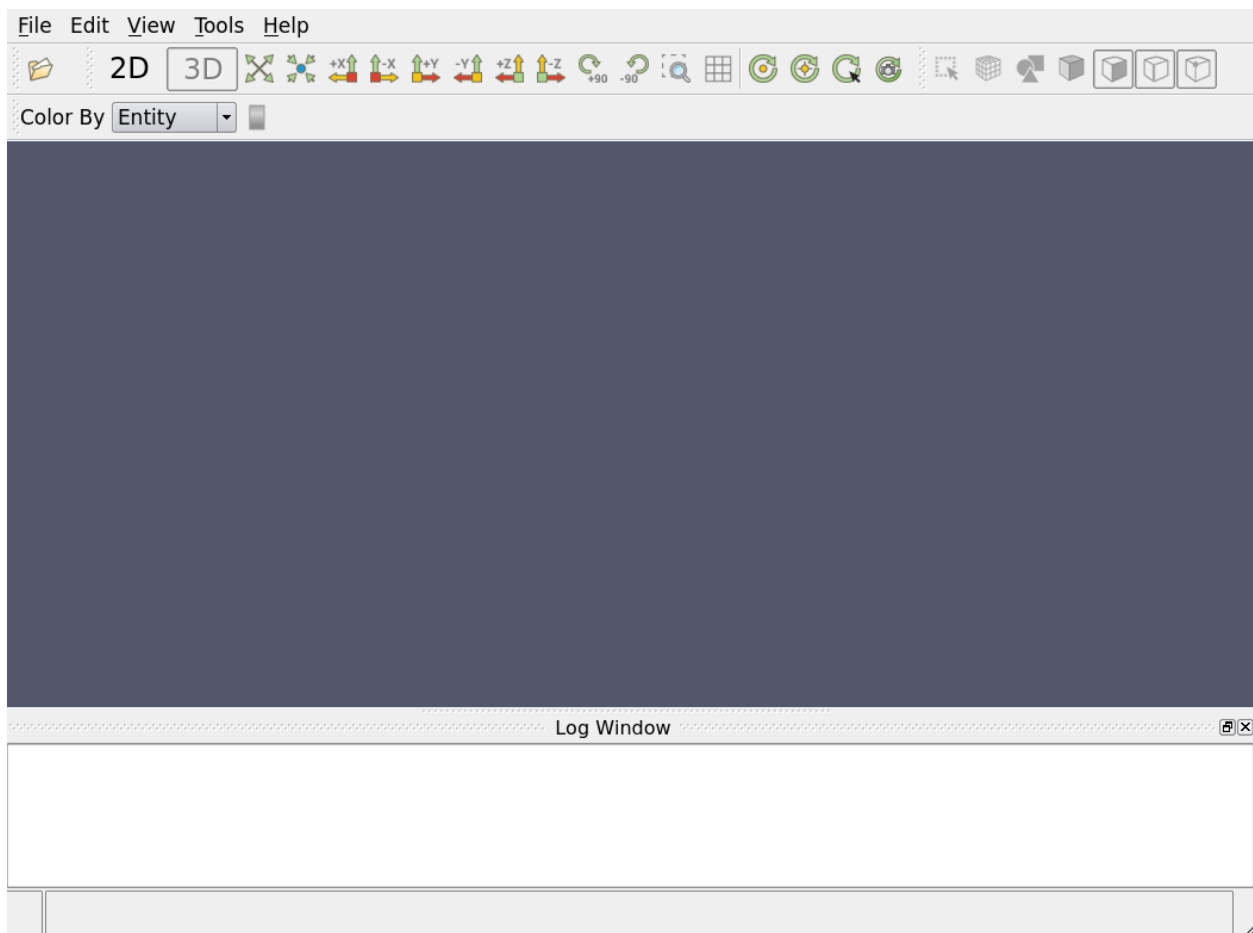 File Edit View Tools Help
2D 3D +X -X +Y -Y +Z -Z +90 -90
Color By Entity
Log Window